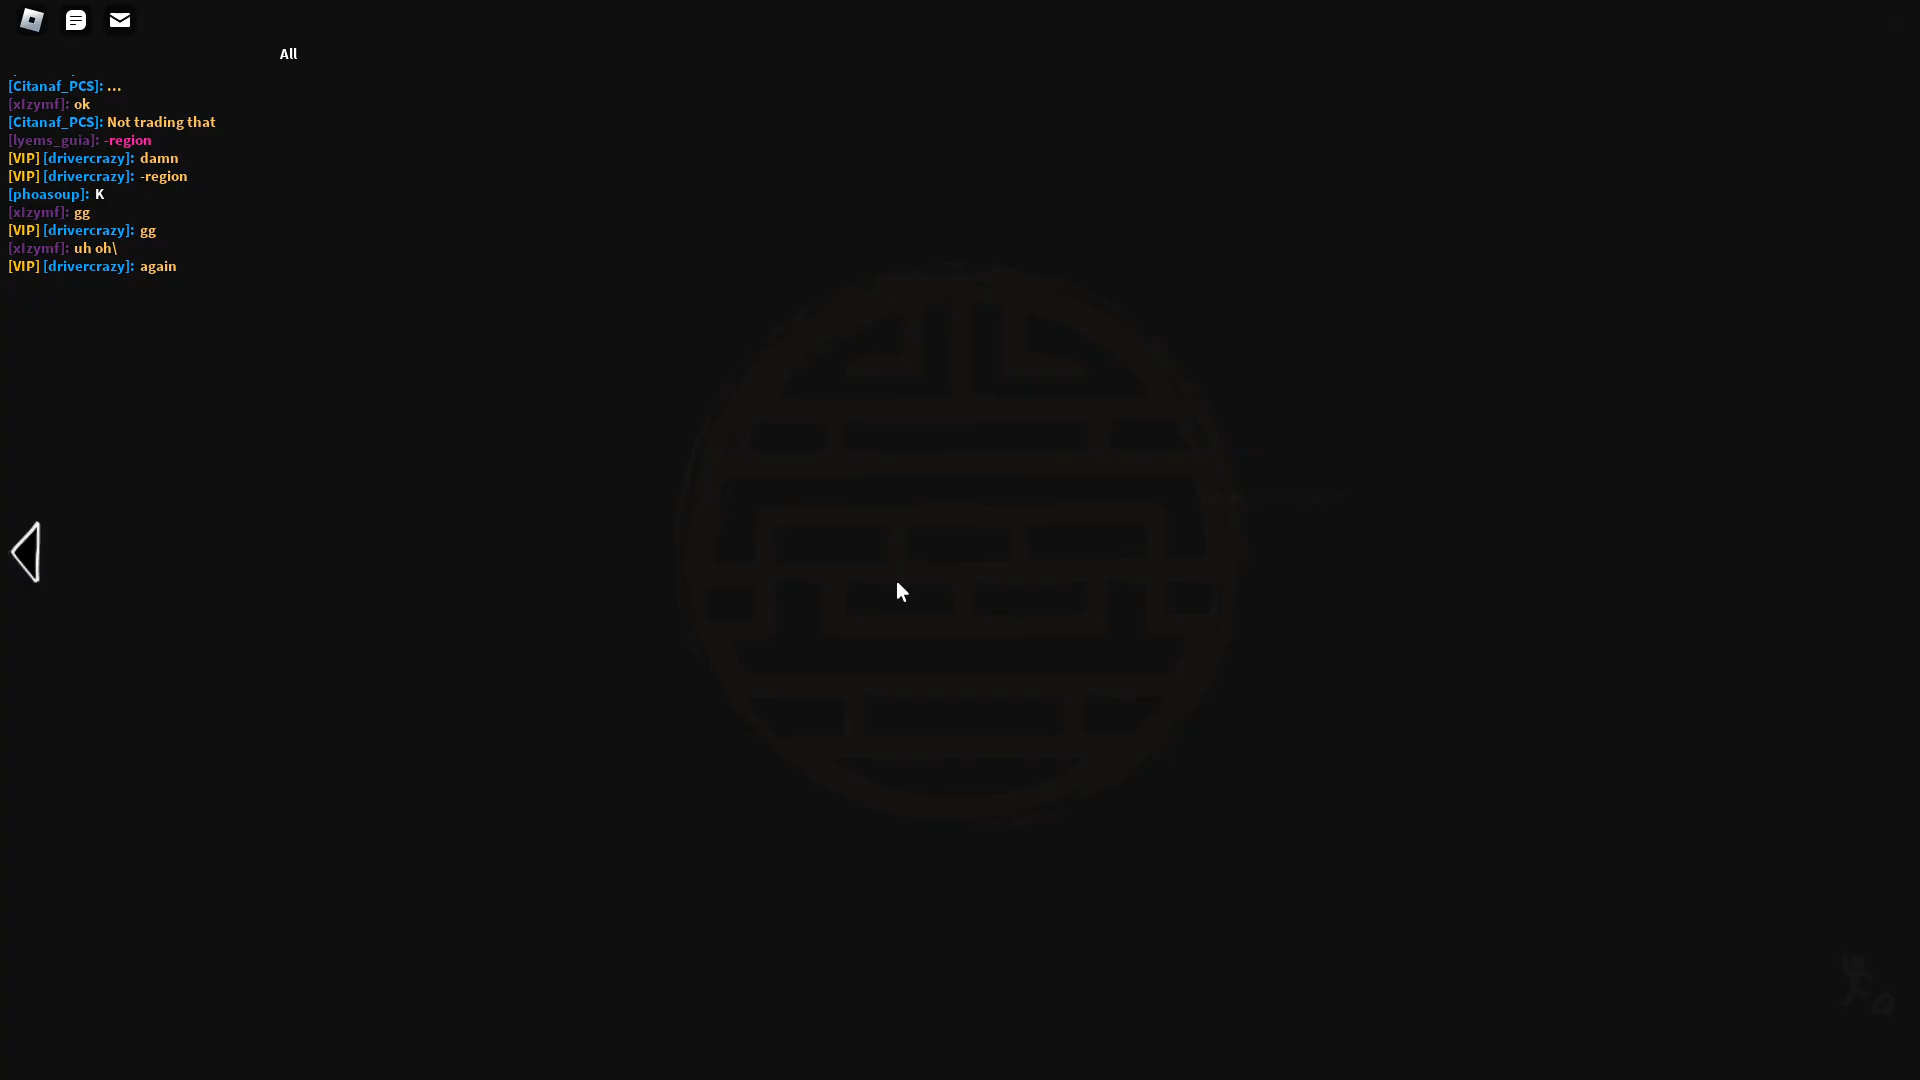 All
[Citanaf_PCS]: ...
[xIzymf]: ok
[Citanaf_PCS]: Not trading that
[lyems_guia]: -region
[VIP] [drivercrazy]: damn
[VIP] [drivercrazy]: -region
[phoasoup]: K
[xIzymf]: gg
[VIP] [drivercrazy]: gg
[xIzymf]: uh oh\
[VIP] [drivercrazy]: again